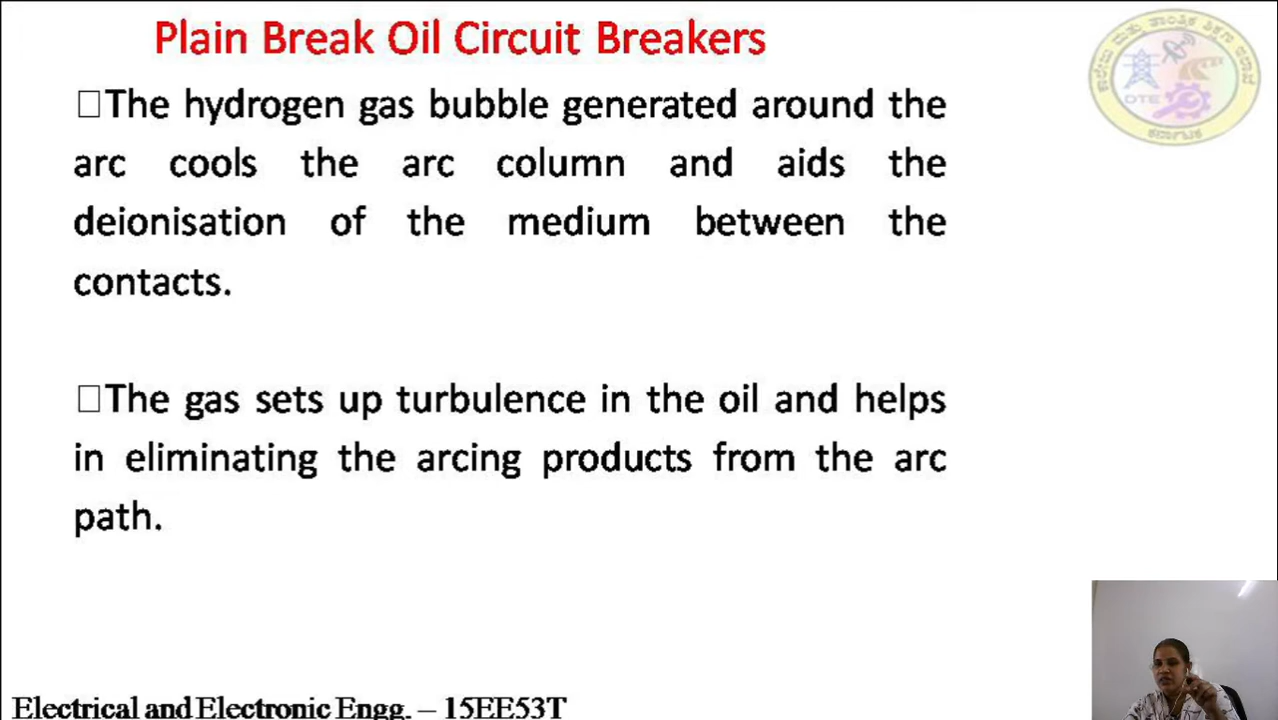 Plain Break Oil Circuit Breakers
□The hydrogen gas bubble generated around the
arc cools the arc column and aids the
deionisation of the medium between the
contacts.
□The gas sets up turbulence in the oil and helps
in eliminating the arcing products from the arc
path.
DTE
Electrical and Electronic Engg. – 15EE53T